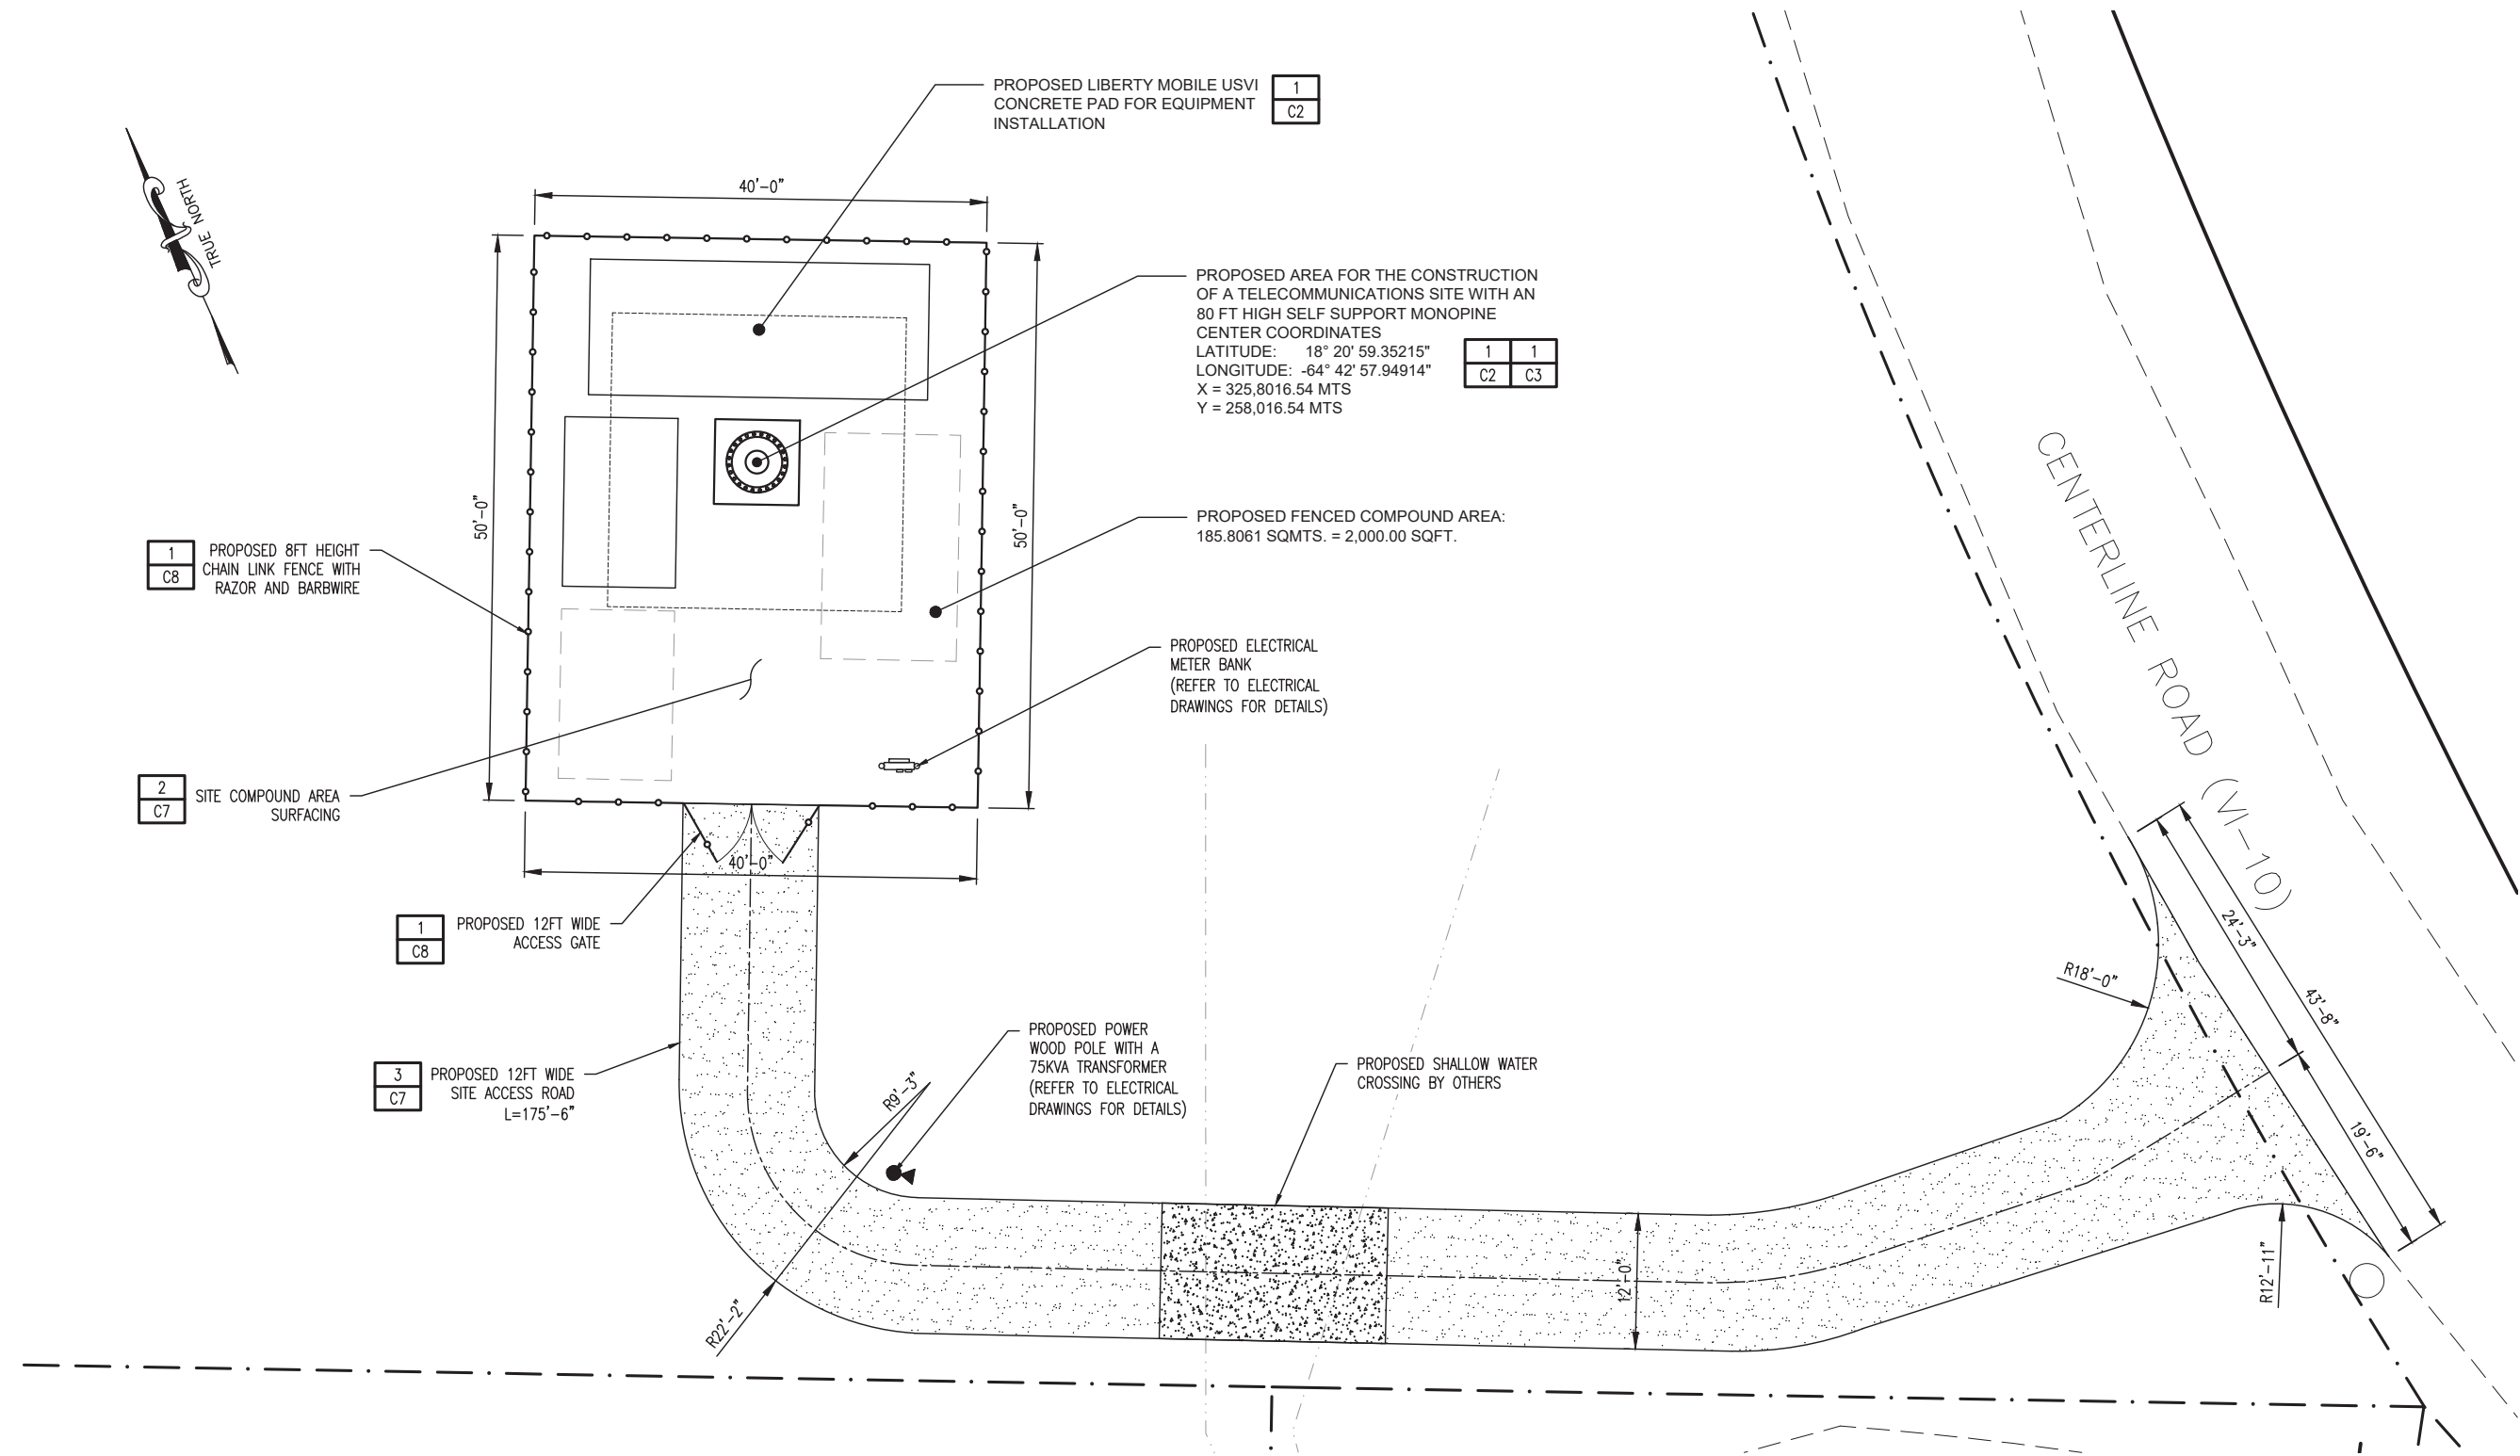 PROPOSED LIBERTY MOBILE USVI
CONCRETE PAD FOR EQUIPMENT
INSTALLATION
1
C2
TRUE NORTH
40'-0"
PROPOSED AREA FOR THE CONSTRUCTION
OF A TELECOMMUNICATIONS SITE WITH AN
80 FT HIGH SELF SUPPORT MONOPINE
CENTER COORDINATES
LATITUDE: 18° 20' 59.35215"
LONGITUDE: -64° 42' 57.94914"
X = 325,8016.54 MTS
Y = 258,016.54 MTS
1 1
C2 C3
50'-0"
50'-0"
PROPOSED FENCED COMPOUND AREA:
185.8061 SQMTS. = 2,000.00 SQFT.
1
C8
PROPOSED 8FT HEIGHT
CHAIN LINK FENCE WITH
RAZOR AND BARBWIRE
CENTERLINE ROAD (VI-10)
PROPOSED ELECTRICAL
METER BANK
(REFER TO ELECTRICAL
DRAWINGS FOR DETAILS)
2
C7
SITE COMPOUND AREA
SURFACING
40'-0"
1
C8
PROPOSED 12FT WIDE
ACCESS GATE
24'-3"
43'-8"
R18'-0"
3
C7
PROPOSED 12FT WIDE
SITE ACCESS ROAD
L=175'-6"
R9'-3"
PROPOSED POWER
WOOD POLE WITH A
75KVA TRANSFORMER
(REFER TO ELECTRICAL
DRAWINGS FOR DETAILS)
PROPOSED SHALLOW WATER
CROSSING BY OTHERS
19'-6"
R22'-2"
12'-0"
R12'-11"